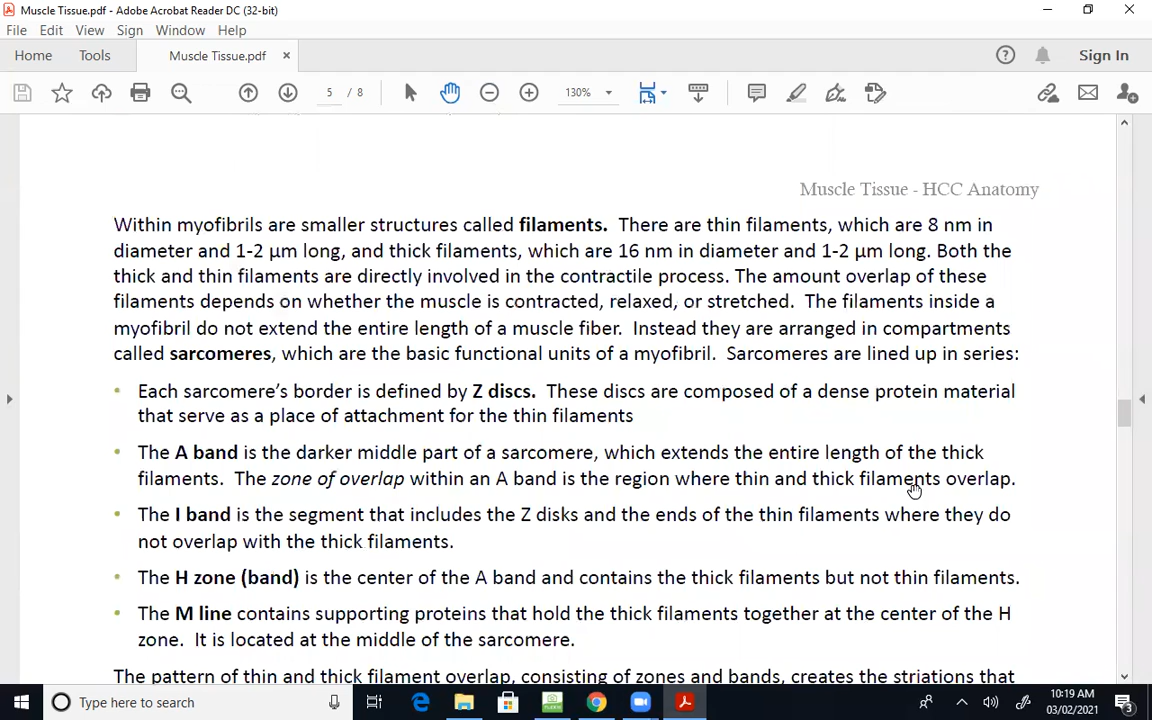 Muscle Tissue.pdf - Adobe Acrobat Reader DC (32-bit)
File Edit View Sign Window Help
Home Tools Muscle Tissue.pdf × Sign In
5 / 8 130%
Muscle Tissue - HCC Anatomy
Within myofibrils are smaller structures called filaments. There are thin filaments, which are 8 nm in
diameter and 1-2 µm long, and thick filaments, which are 16 nm in diameter and 1-2 µm long. Both the
thick and thin filaments are directly involved in the contractile process. The amount overlap of these
filaments depends on whether the muscle is contracted, relaxed, or stretched. The filaments inside a
myofibril do not extend the entire length of a muscle fiber. Instead they are arranged in compartments
called sarcomeres, which are the basic functional units of a myofibril. Sarcomeres are lined up in series:
• Each sarcomere's border is defined by Z discs. These discs are composed of a dense protein material
that serve as a place of attachment for the thin filaments
• The A band is the darker middle part of a sarcomere, which extends the entire length of the thick
filaments. The zone of overlap within an A band is the region where thin and thick filaments overlap.
• The I band is the segment that includes the Z disks and the ends of the thin filaments where they do
not overlap with the thick filaments.
• The H zone (band) is the center of the A band and contains the thick filaments but not thin filaments.
• The M line contains supporting proteins that hold the thick filaments together at the center of the H
zone. It is located at the middle of the sarcomere.
The pattern of thin and thick filament overlap, consisting of zones and bands, creates the striations that
Type here to search
10:19 AM
03/02/2021
3